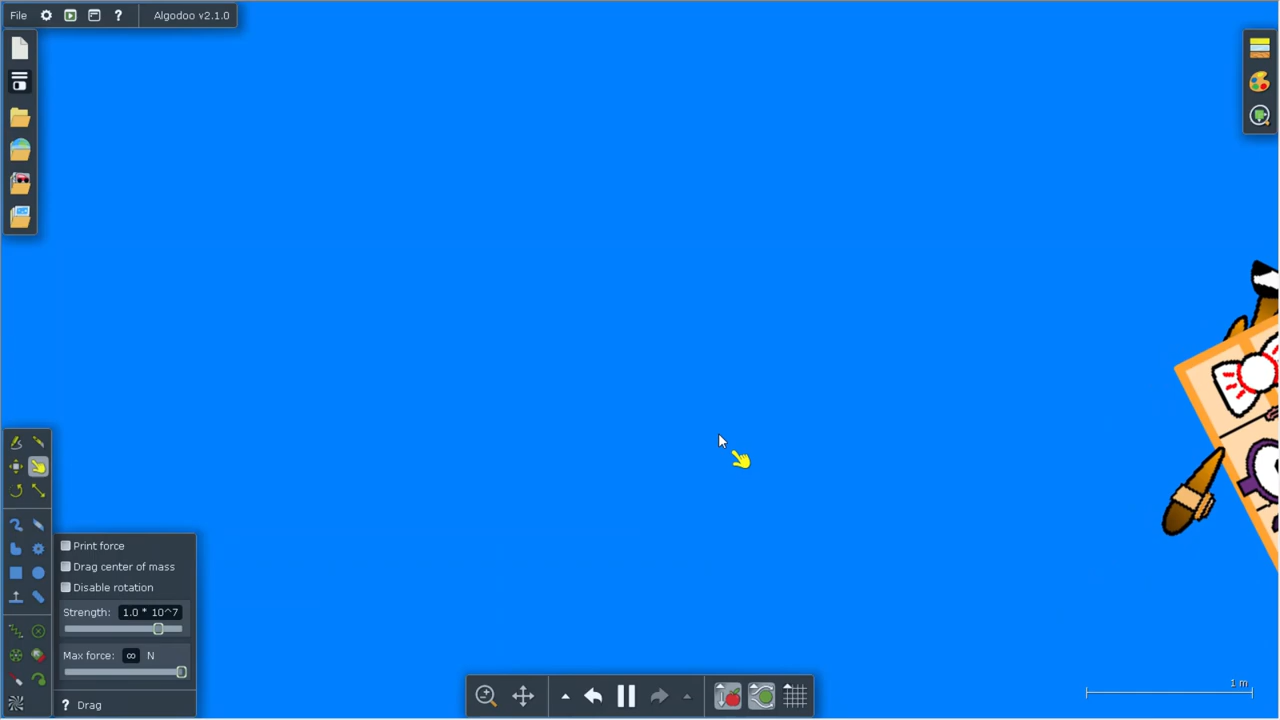 File ? Algodoo v2.1.0
Print force
Drag center of mass
Disable rotation
Strength: 1.0 * 10^7
Max force: ∞ N
? Drag
1 m